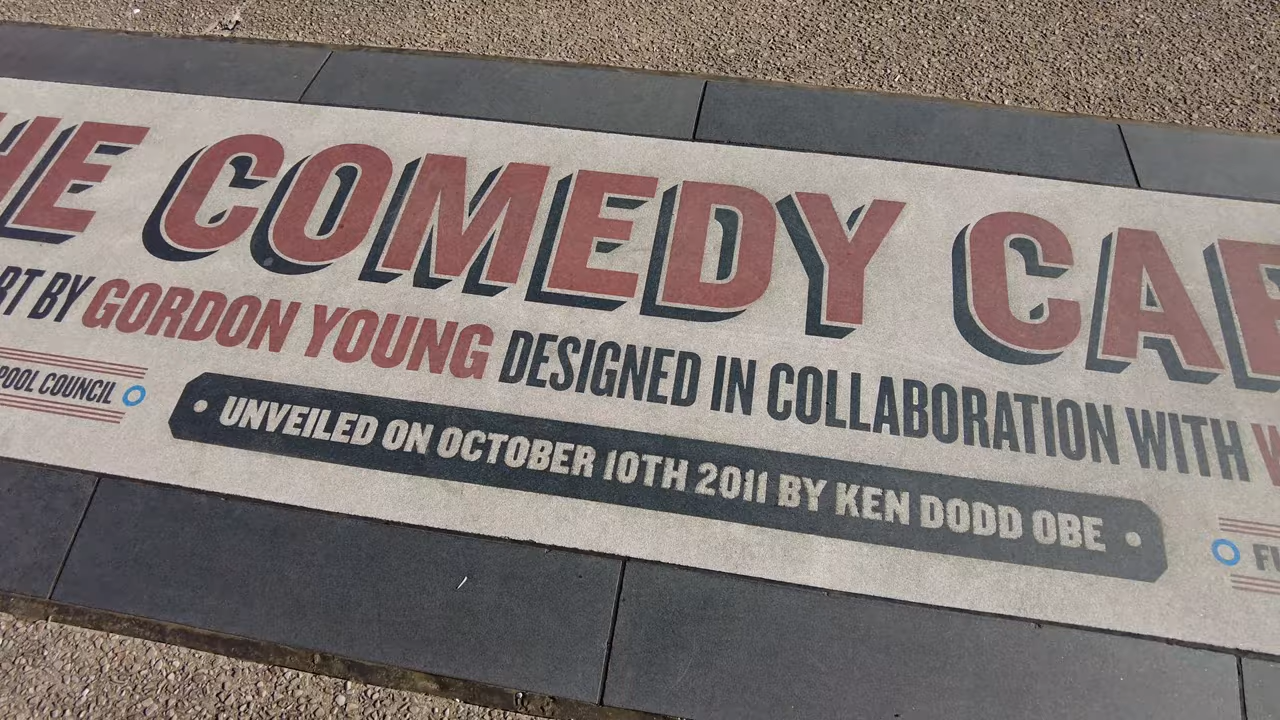 HE COMEDY CA
RT BY GORDON YOUNG DESIGNED IN COLLABORATION WITH
POOL COUNCIL
UNVEILED ON OCTOBER 10TH 2011 BY KEN DODD OBE